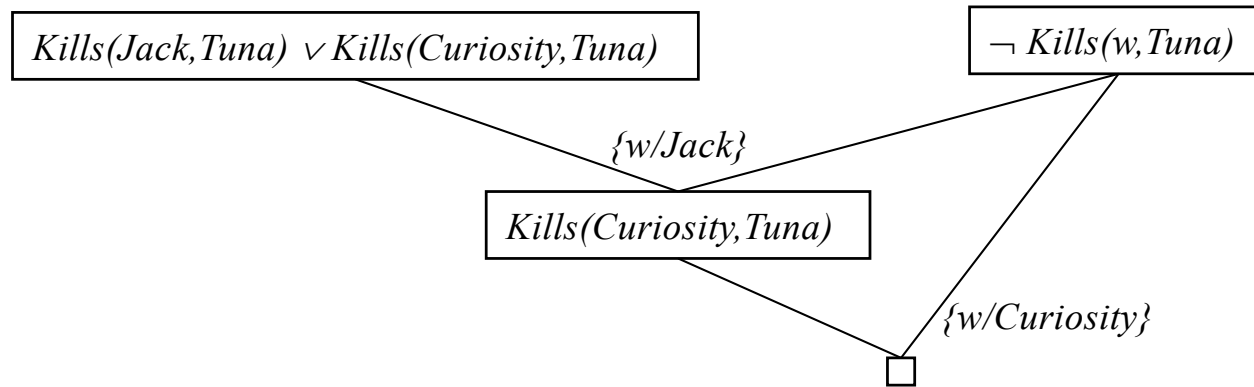 Kills(Jack,Tuna) ∨ Kills(Curiosity,Tuna)
¬ Kills(w,Tuna)
{w/Jack}
Kills(Curiosity,Tuna)
{w/Curiosity}